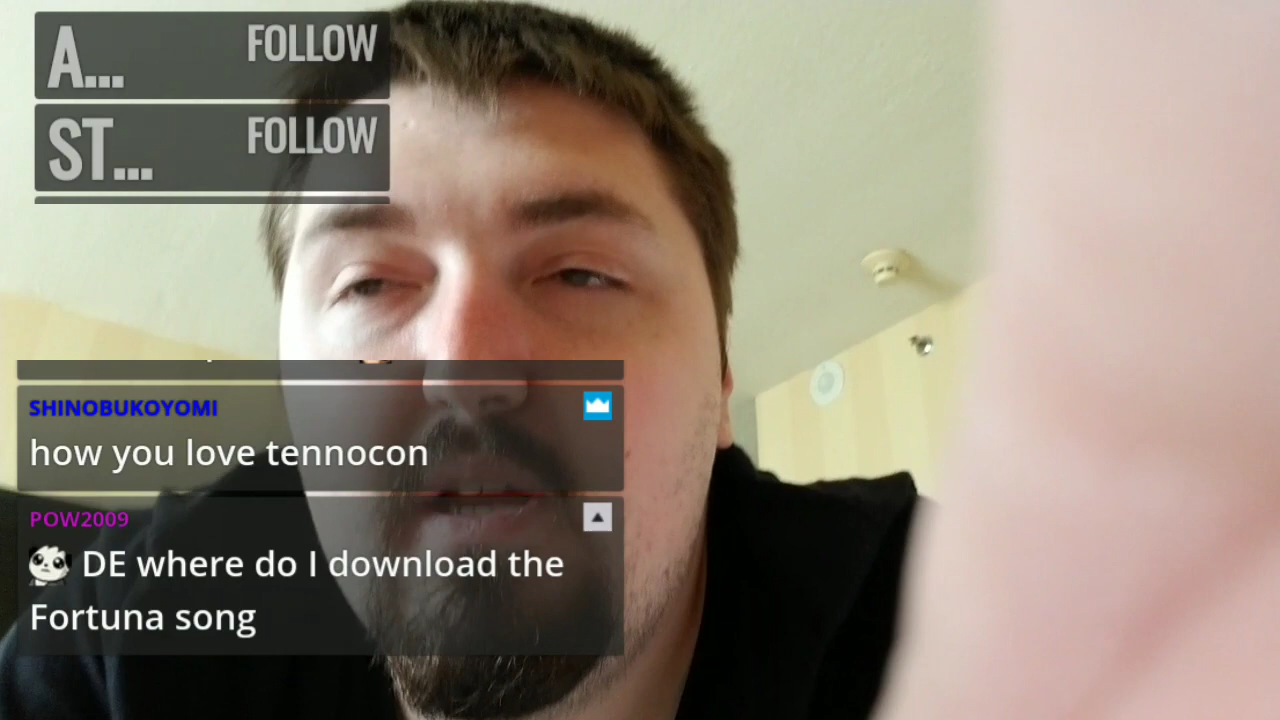 A...
FOLLOW
ST...
FOLLOW
SHINOBUKOYOMI
how you love tennocon
POW2009
DE where do I download the
Fortuna song